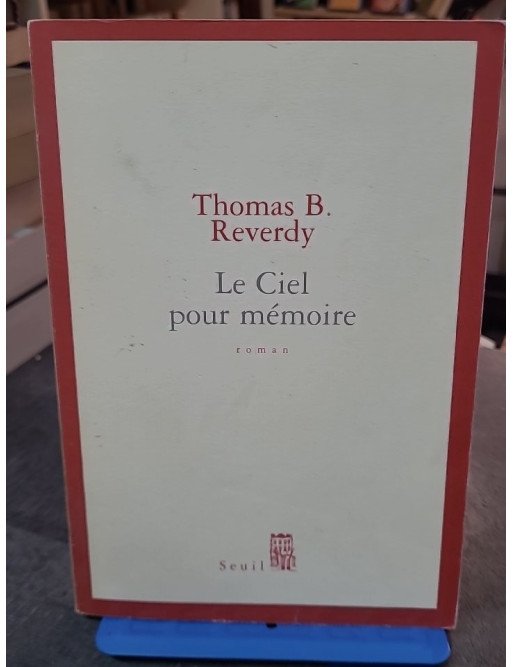 Thomas B.
Reverdy
Le Ciel
pour mémoire
roman
Seuil